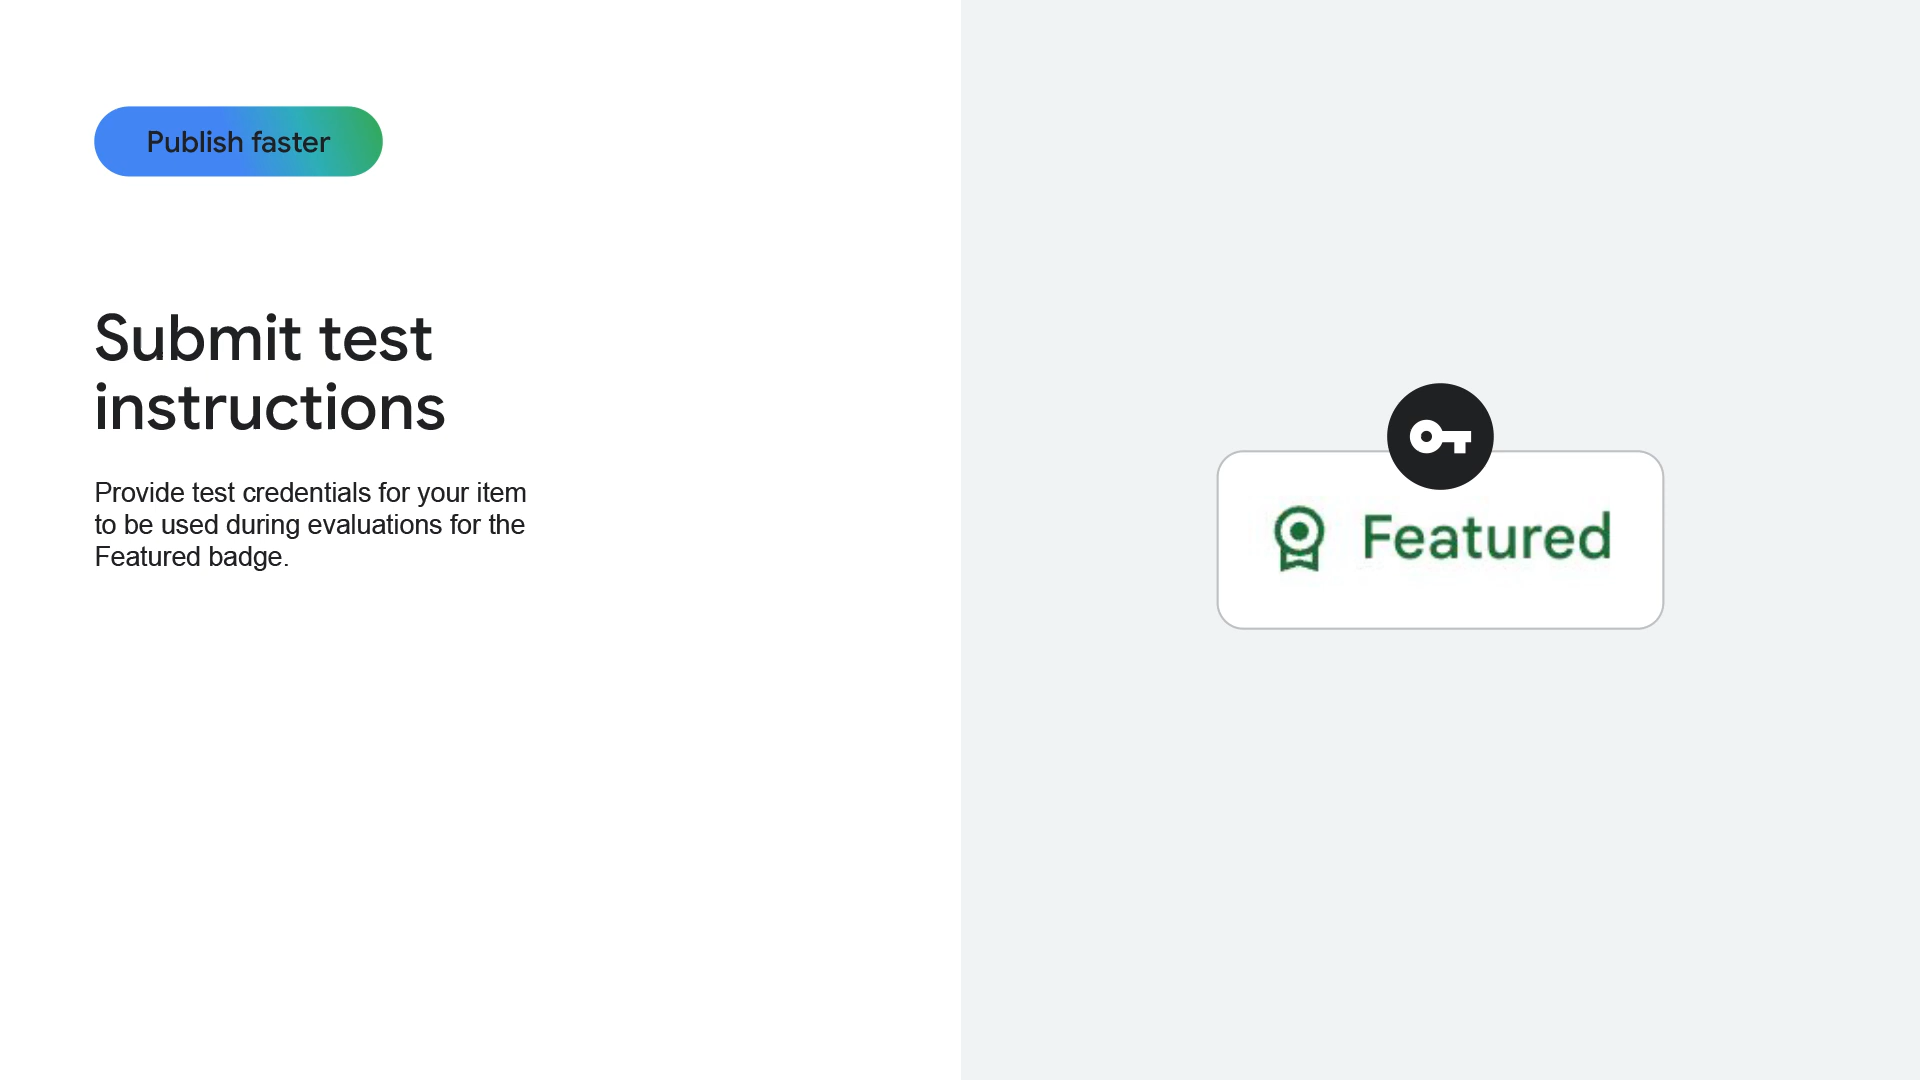 Publish faster
Submit test
instructions
Provide test credentials for your item
to be used during evaluations for the
Featured badge.
Featured